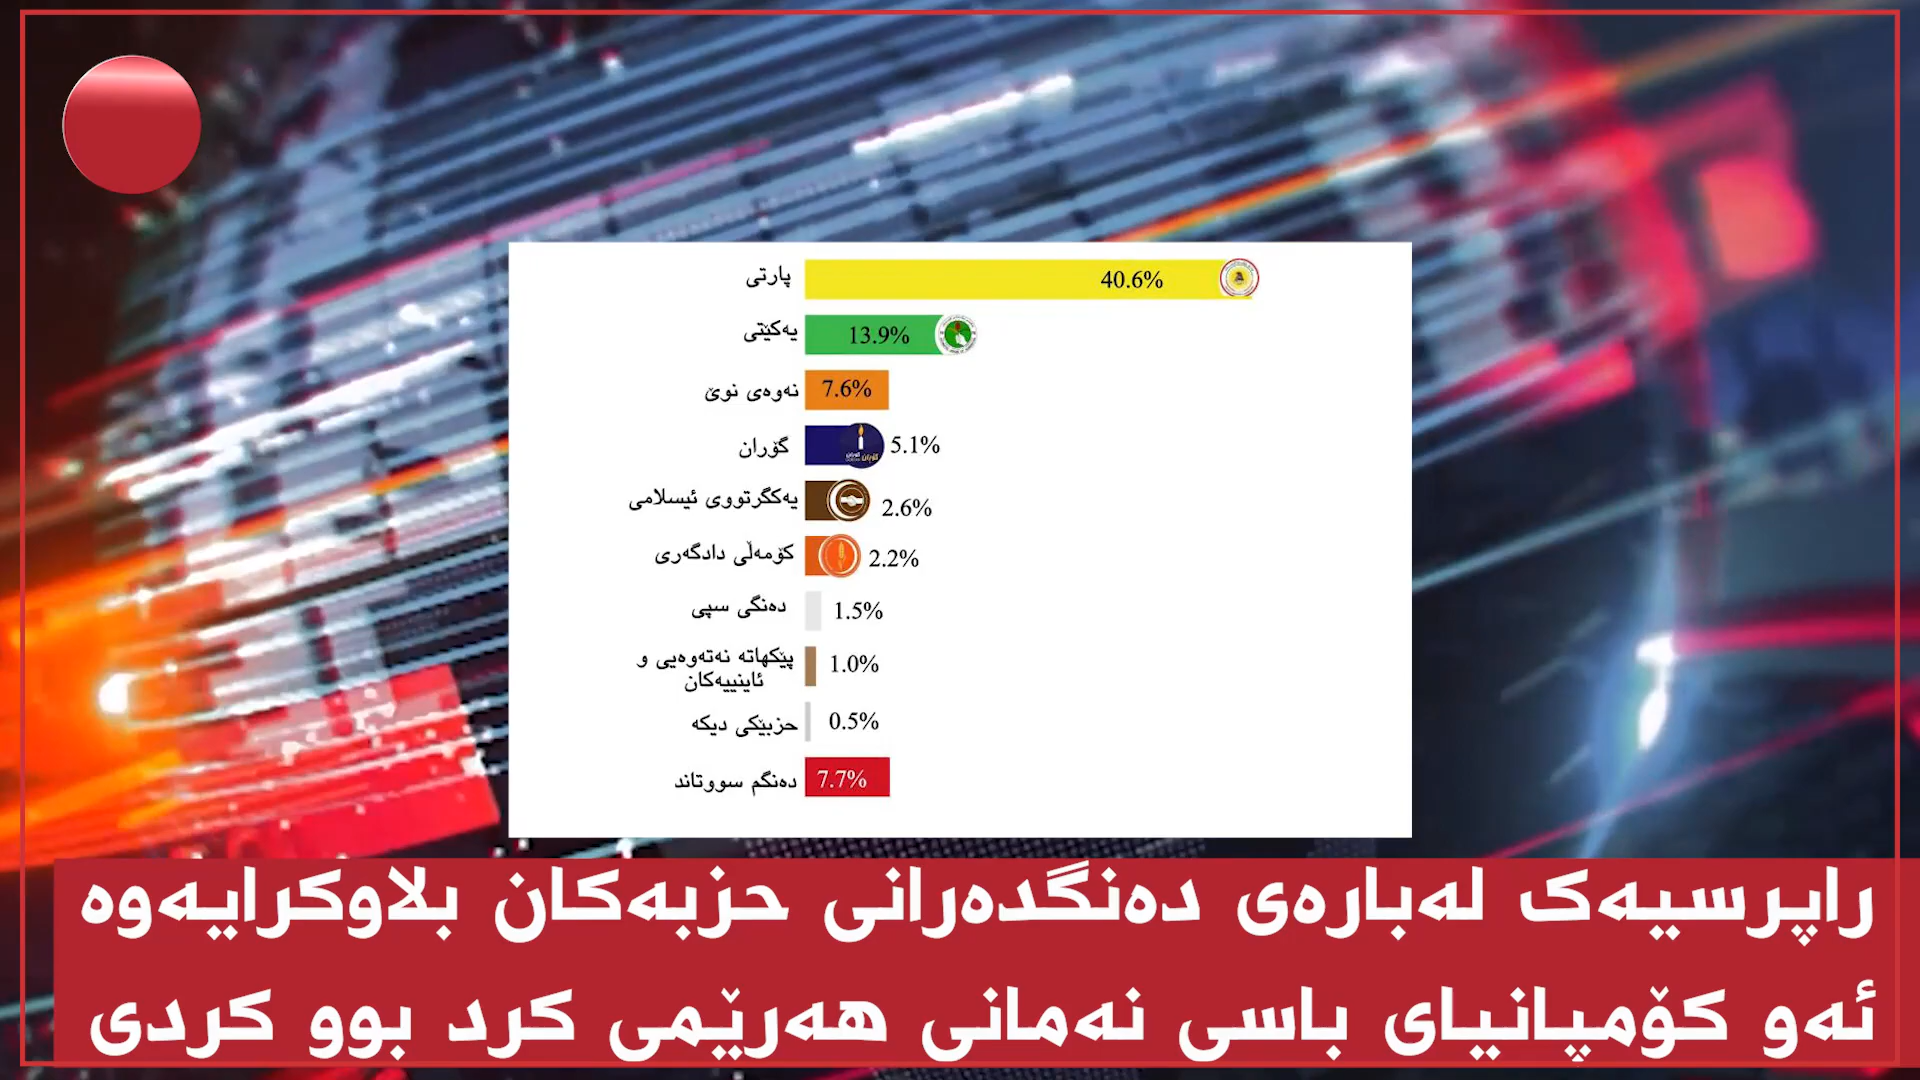 پارتی 40.6%
یەکێتی 13.9%
نەوەی نوێ 7.6%
گۆڕان 5.1%
یەکگرتووی ئیسلامی 2.6%
کۆمەڵی دادگەری 2.2%
دەنگی سپی 1.5%
پێکهاتە نەتەوەیی و
ئاینییەکان 1.0%
حزبێکی دیکە 0.5%
دەنگم سووتاند 7.7%
راپرسیەک لەبارەی دەنگدەرانی حزبەکان بلاوکرایەوە
ئەو کۆمپانیای باسی نەمانی هەرێمی کرد بوو کردی